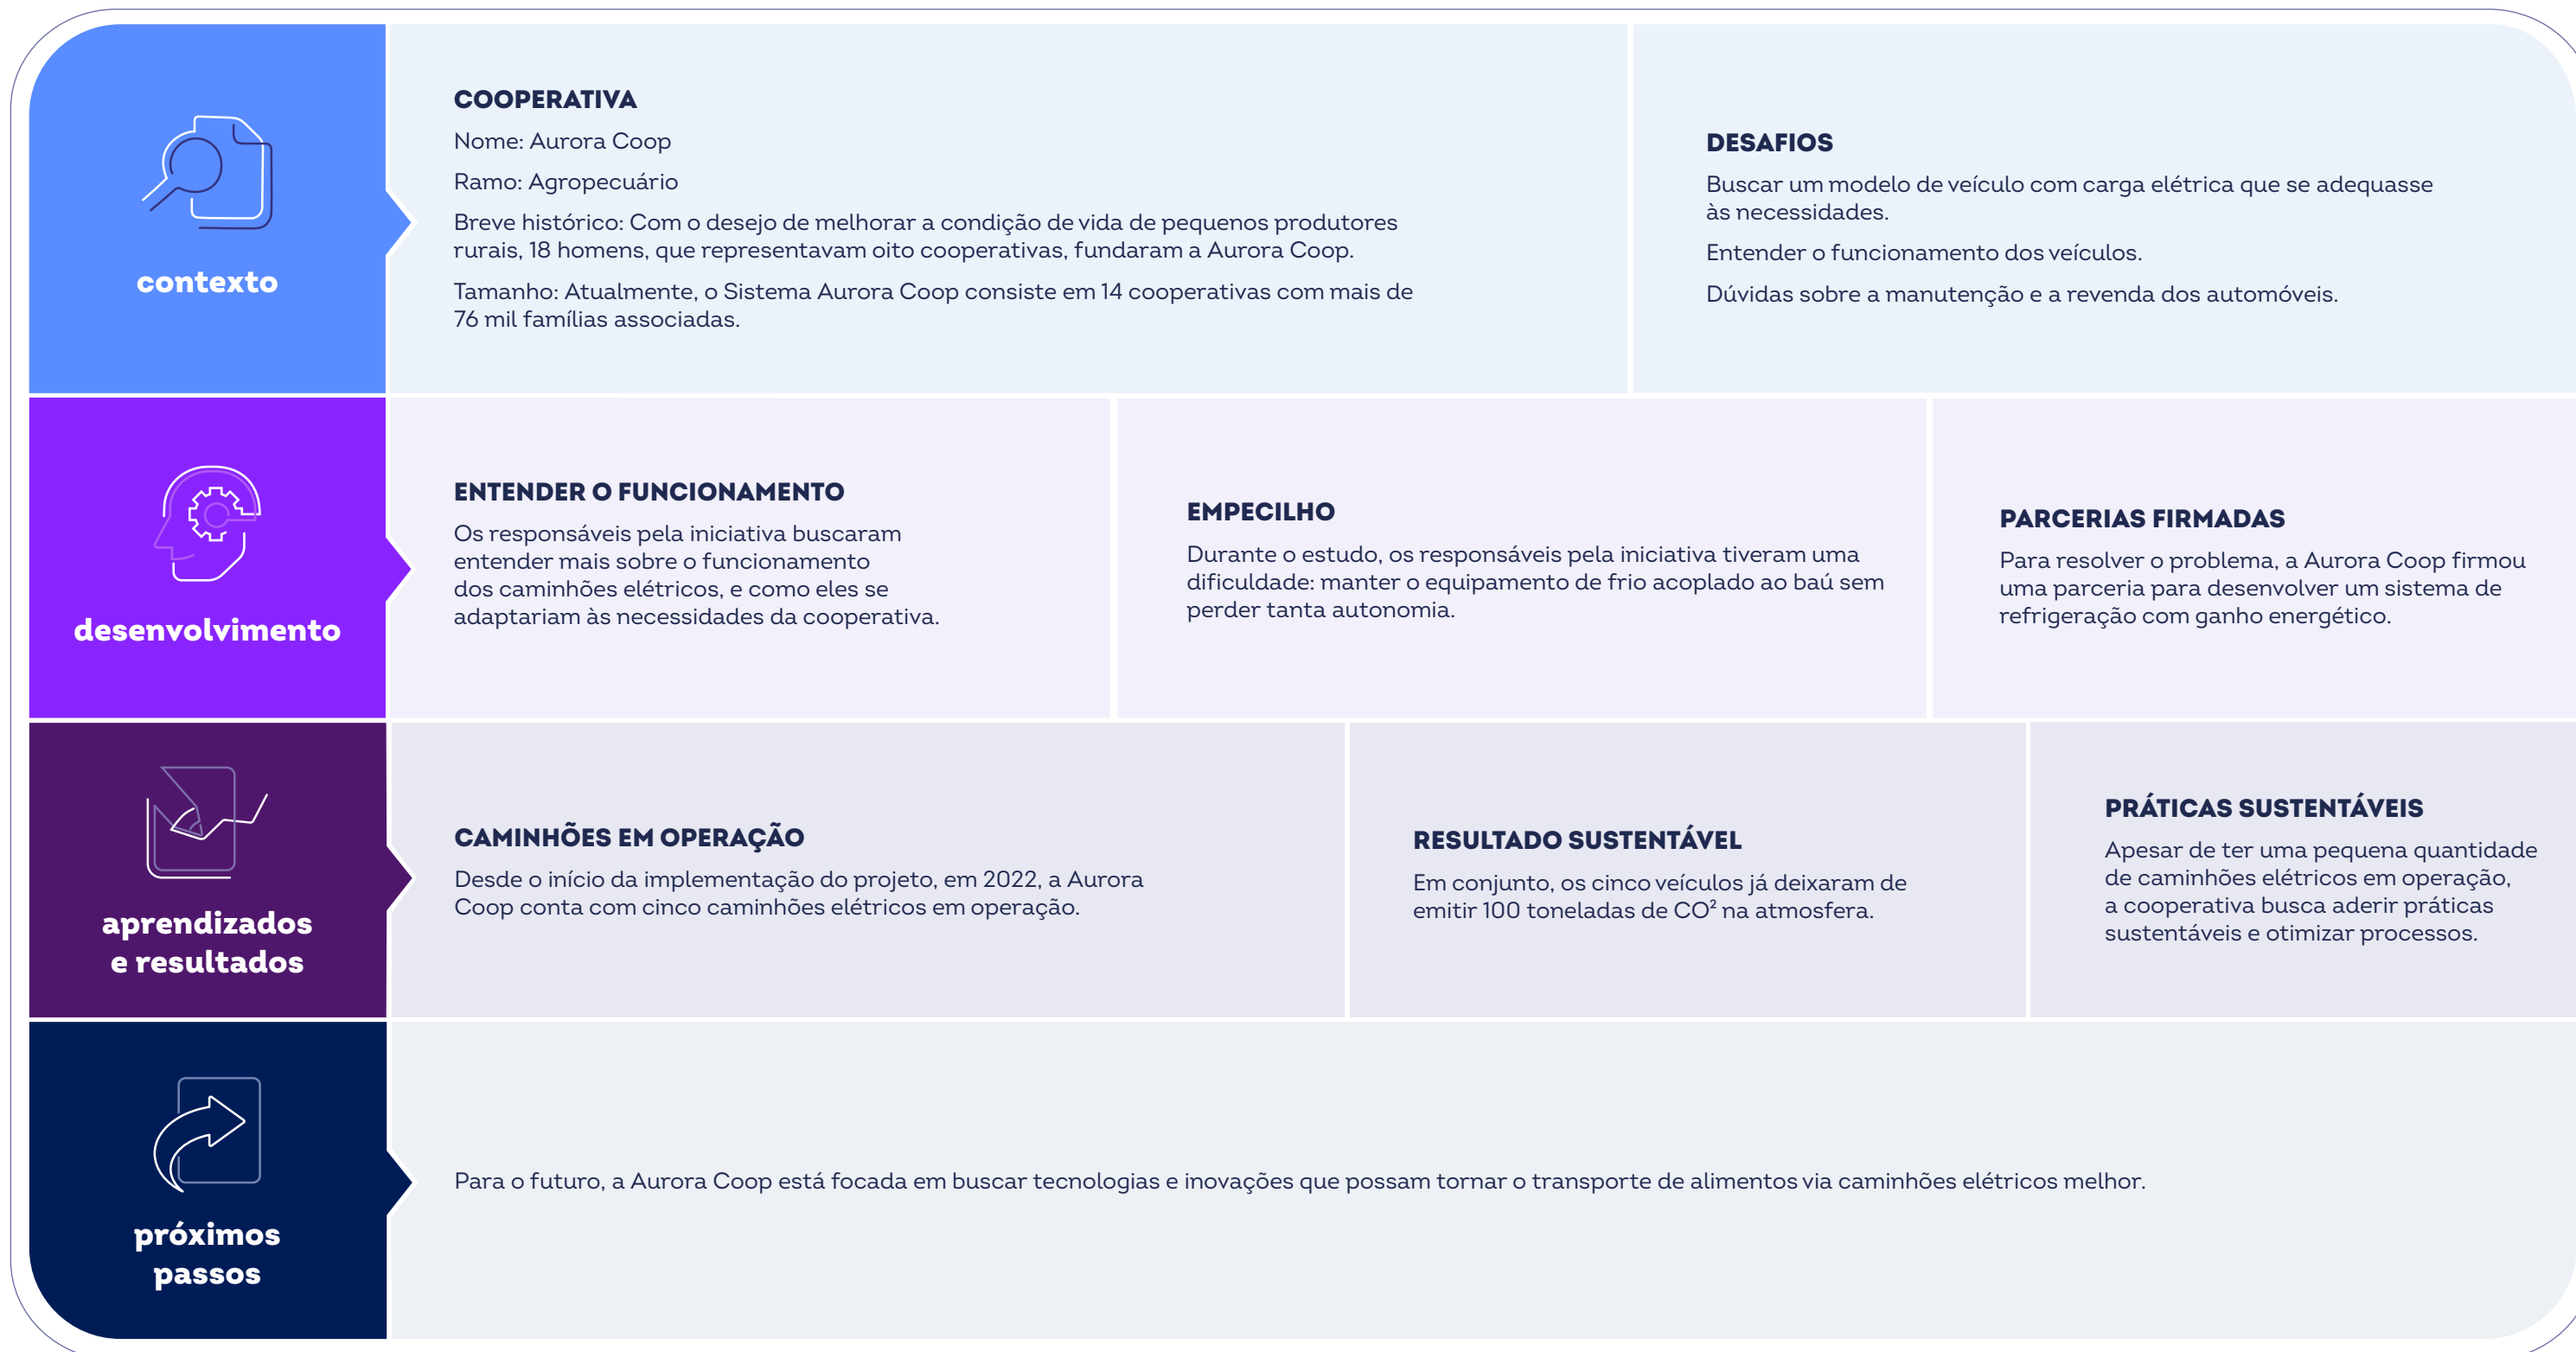 contexto
COOPERATIVA
Nome: Aurora Coop
Ramo: Agropecuário
Breve histórico: Com o desejo de melhorar a condição de vida de pequenos produtores
rurais, 18 homens, que representavam oito cooperativas, fundaram a Aurora Coop.
Tamanho: Atualmente, o Sistema Aurora Coop consiste em 14 cooperativas com mais de
76 mil famílias associadas.
DESAFIOS
Buscar um modelo de veículo com carga elétrica que se adequasse
às necessidades.
Entender o funcionamento dos veículos.
Dúvidas sobre a manutenção e a revenda dos automóveis.
desenvolvimento
ENTENDER O FUNCIONAMENTO
Os responsáveis pela iniciativa buscaram
entender mais sobre o funcionamento
dos caminhões elétricos, e como eles se
adaptariam às necessidades da cooperativa.
EMPECILHO
Durante o estudo, os responsáveis pela iniciativa tiveram uma
dificuldade: manter o equipamento de frio acoplado ao baú sem
perder tanta autonomia.
PARCERIAS FIRMADAS
Para resolver o problema, a Aurora Coop firmou
uma parceria para desenvolver um sistema de
refrigeração com ganho energético.
aprendizados
e resultados
CAMINHÕES EM OPERAÇÃO
Desde o início da implementação do projeto, em 2022, a Aurora
Coop conta com cinco caminhões elétricos em operação.
RESULTADO SUSTENTÁVEL
Em conjunto, os cinco veículos já deixaram de
emitir 100 toneladas de CO² na atmosfera.
PRÁTICAS SUSTENTÁVEIS
Apesar de ter uma pequena quantidade
de caminhões elétricos em operação,
a cooperativa busca aderir práticas
sustentáveis e otimizar processos.
próximos
passos
Para o futuro, a Aurora Coop está focada em buscar tecnologias e inovações que possam tornar o transporte de alimentos via caminhões elétricos melhor.